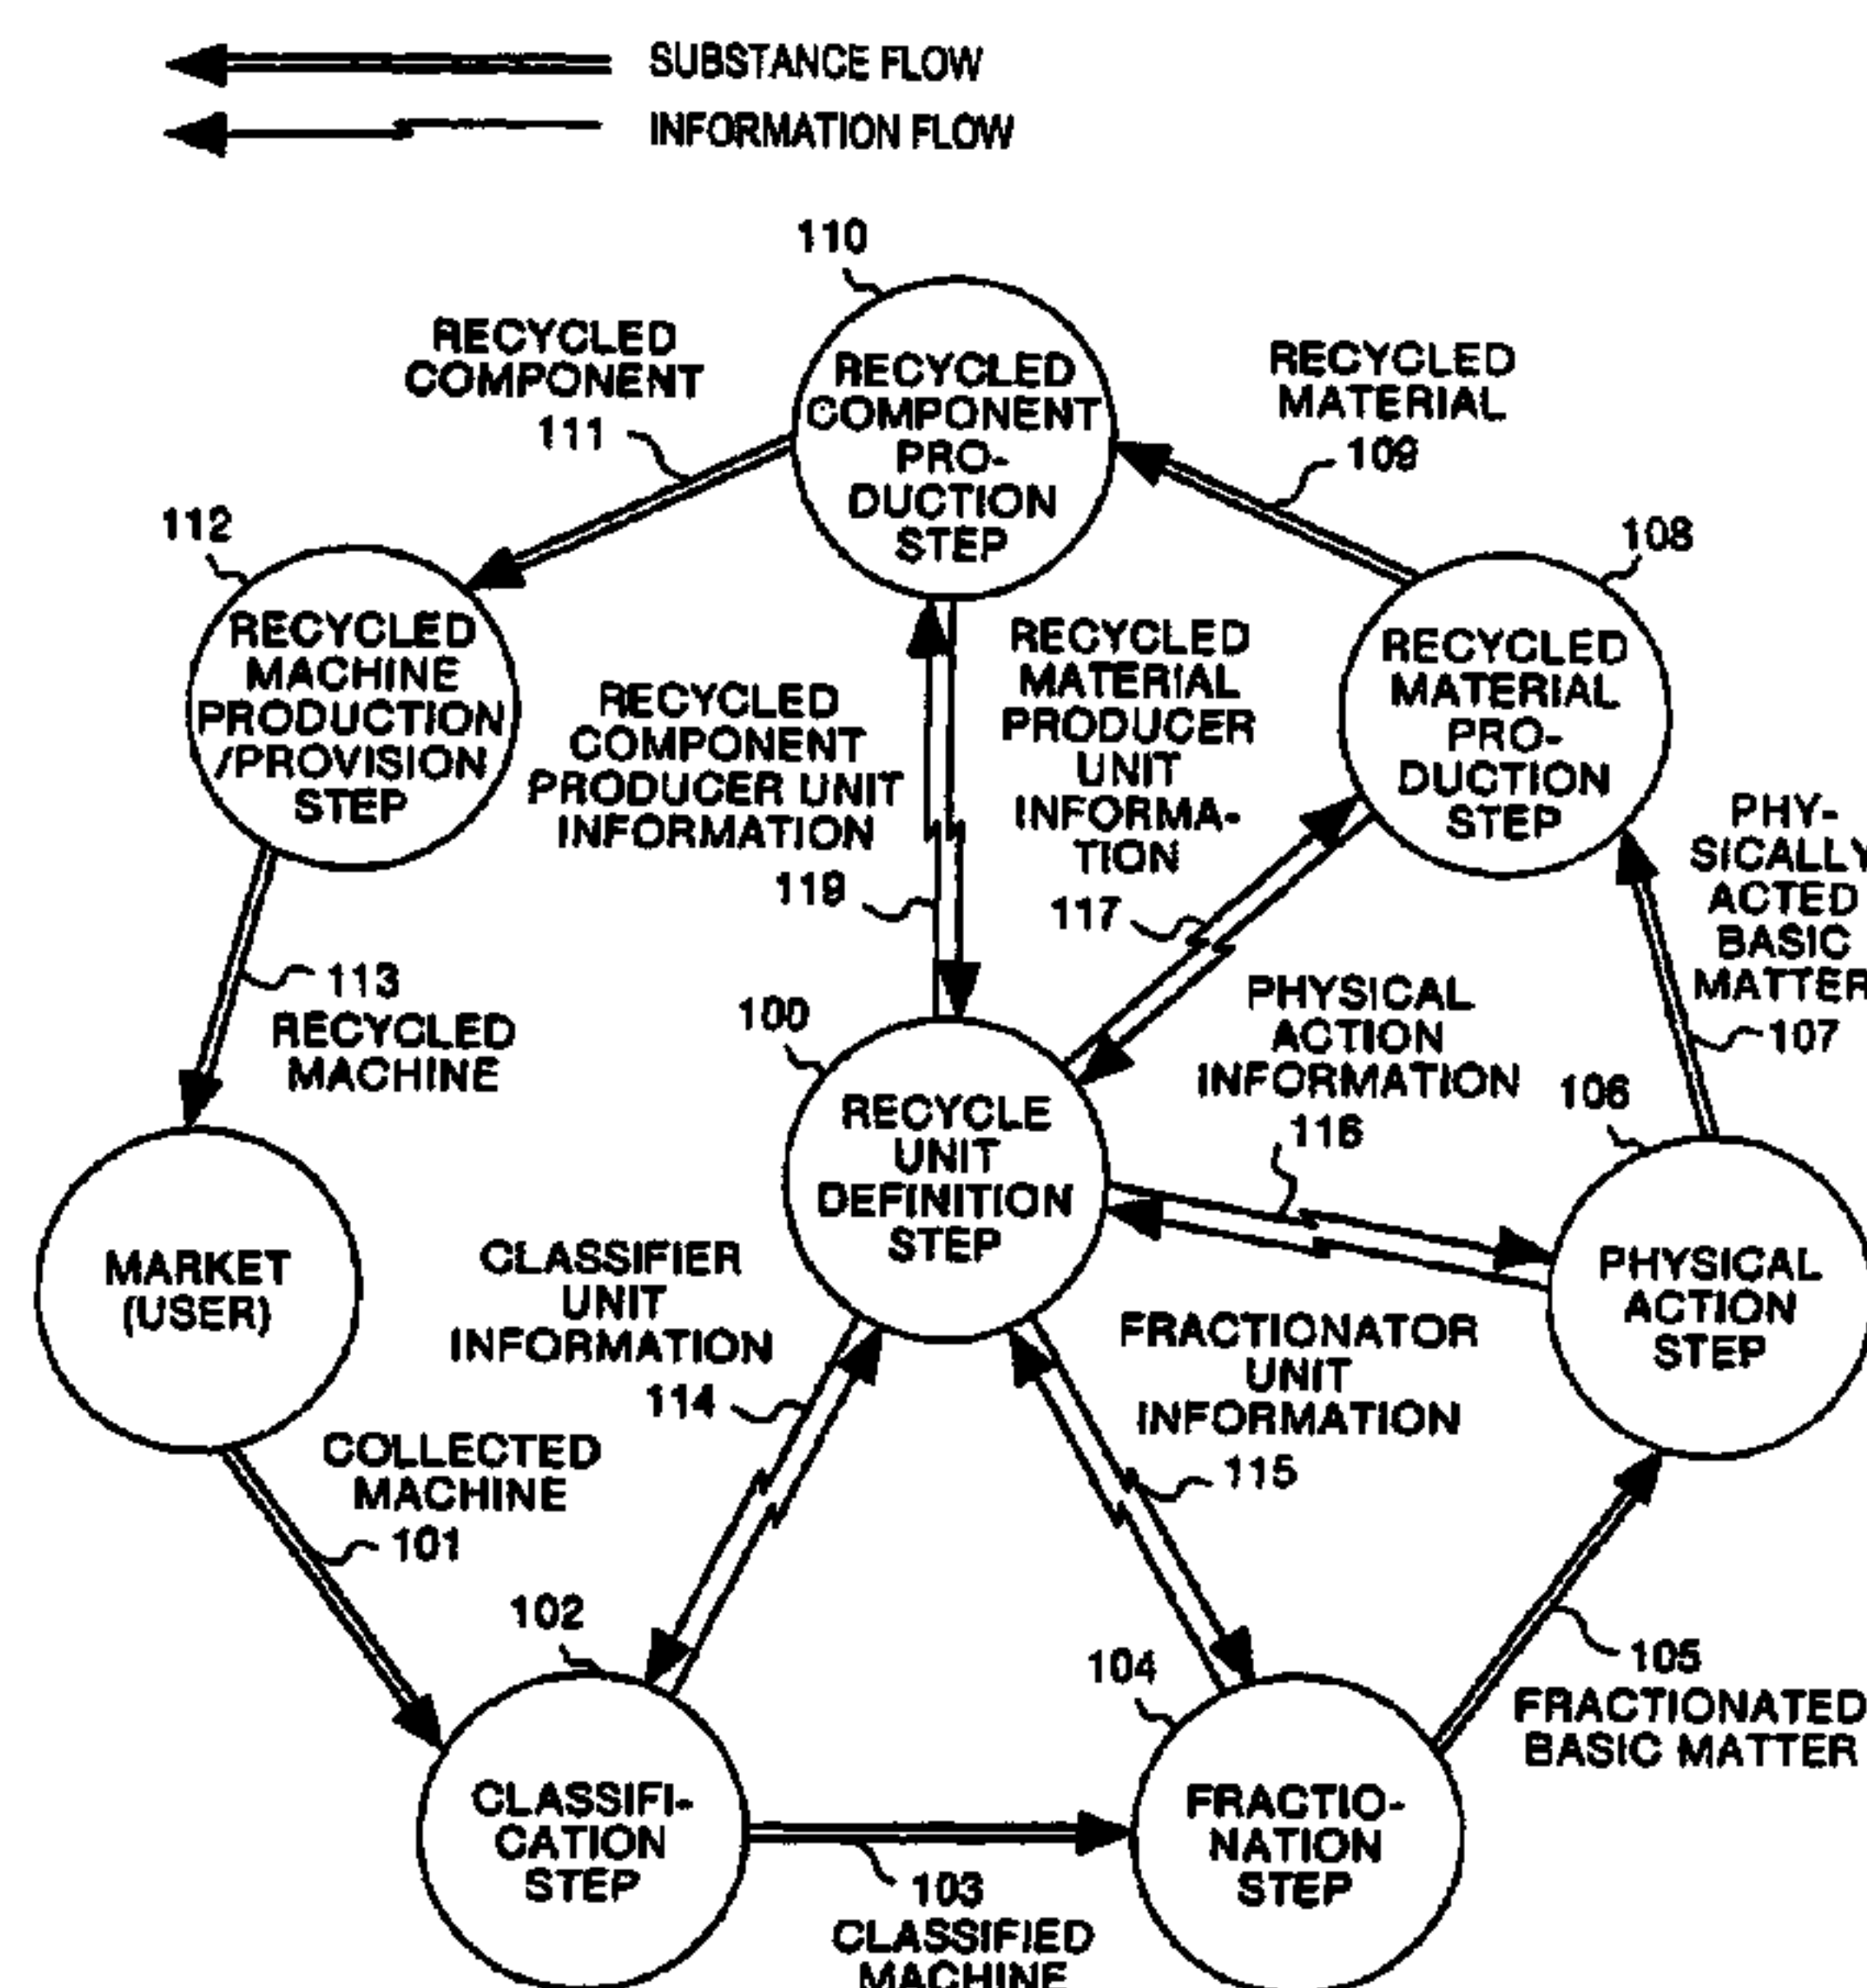 SUBSTANCE FLOW
INFORMATION FLOW
110
RECYCLED
COMPONENT
111
RECYCLED
COMPONENT
PRO-
DUCTION
STEP
RECYCLED
MATERIAL
109
112
RECYCLED
MACHINE
PRODUCTION
/PROVISION
STEP
108
RECYCLED
MATERIAL
PRO-
DUCTION
STEP
RECYCLED
COMPONENT
PRODUCER UNIT
INFORMATION
119
RECYCLED
MATERIAL
PRODUCER
UNIT
INFORMA-
TION
117
PHY-
SICALLY
ACTED
BASIC
MATTER
107
113
RECYCLED
MACHINE
100
RECYCLE
UNIT
DEFINITION
STEP
PHYSICAL
ACTION
INFORMATION
116
106
PHYSICAL
ACTION
STEP
MARKET
(USER)
CLASSIFIER
UNIT
INFORMATION
114
FRACTIONATOR
UNIT
INFORMATION
115
COLLECTED
MACHINE
101
102
CLASSIFI-
CATION
STEP
104
FRACTIO-
NATION
STEP
105
FRACTIONATED
BASIC MATTER
103
CLASSIFIED
MACHINE